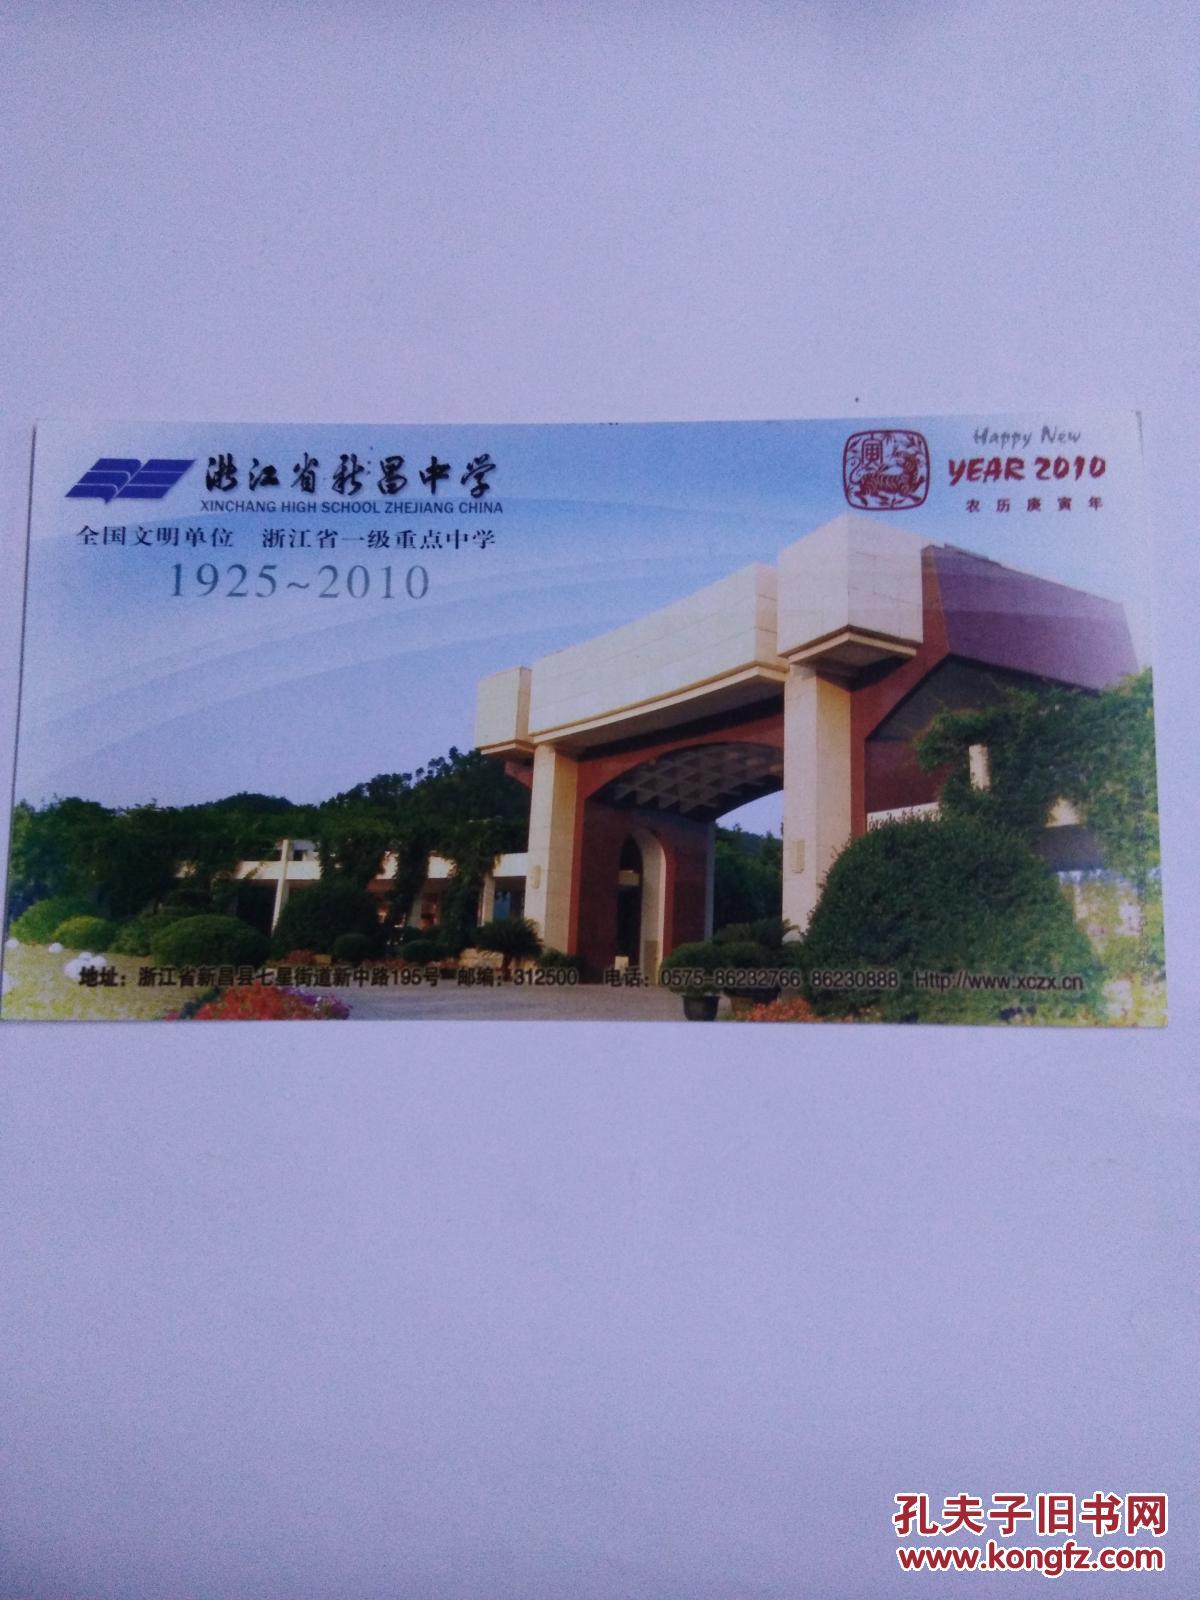 浙江省新昌中学
XINCHANG HIGH SCHOOL ZHEJIANG CHINA
全国文明单位 浙江省一级重点中学
1925~2010
寅
Happy New
YEAR 2010
农历庚寅年
地址：浙江省新昌县七星街道新中路195号 邮编：312500 电话：0575-86232766 86230888 Http://www.xczx.cn
孔夫子旧书网
www.kongfz.com